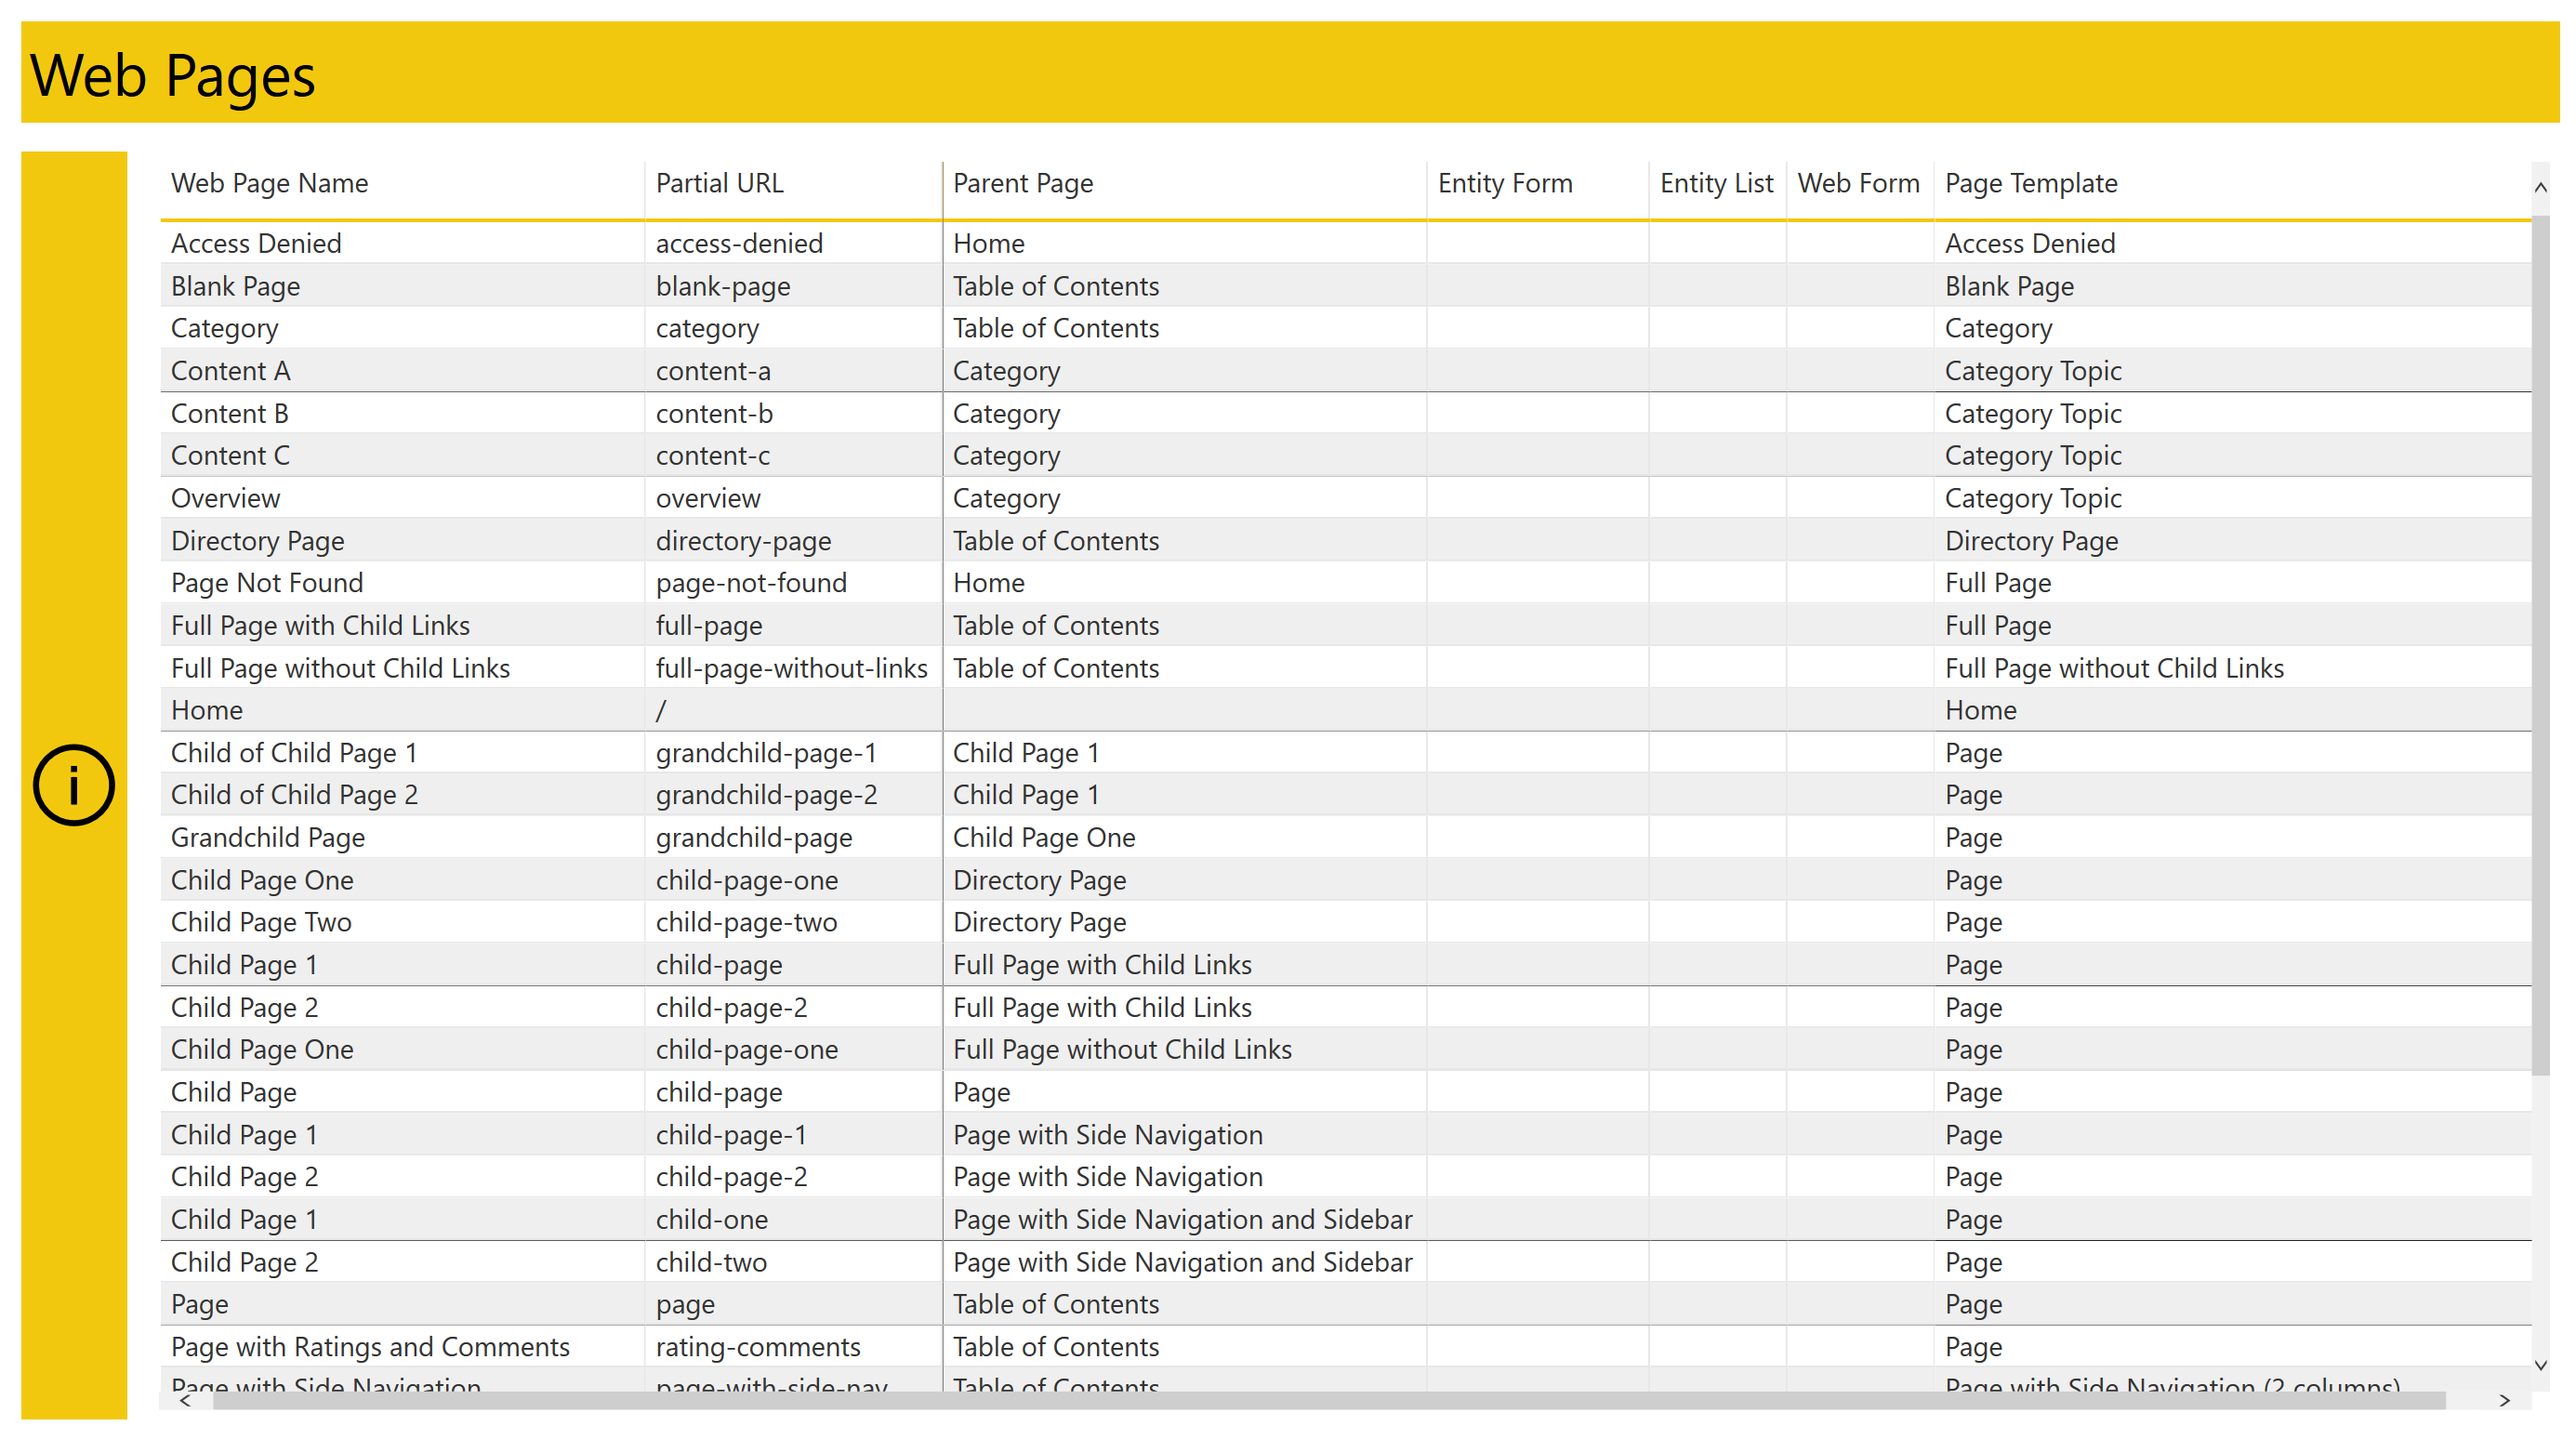 Web Pages
Web Page Name Partial URL Parent Page Entity Form Entity List Web Form Page Template
Access Denied access-denied Home Access Denied
Blank Page blank-page Table of Contents Blank Page
Category category Table of Contents Category
Content A content-a Category Category Topic
Content B content-b Category Category Topic
Content C content-c Category Category Topic
Overview overview Category Category Topic
Directory Page directory-page Table of Contents Directory Page
Page Not Found page-not-found Home Full Page
Full Page with Child Links full-page Table of Contents Full Page
Full Page without Child Links full-page-without-links Table of Contents Full Page without Child Links
Home / Home
Child of Child Page 1 grandchild-page-1 Child Page 1 Page
Child of Child Page 2 grandchild-page-2 Child Page 1 Page
Grandchild Page grandchild-page Child Page One Page
Child Page One child-page-one Directory Page Page
Child Page Two child-page-two Directory Page Page
Child Page 1 child-page Full Page with Child Links Page
Child Page 2 child-page-2 Full Page with Child Links Page
Child Page One child-page-one Full Page without Child Links Page
Child Page child-page Page Page
Child Page 1 child-page-1 Page with Side Navigation Page
Child Page 2 child-page-2 Page with Side Navigation Page
Child Page 1 child-one Page with Side Navigation and Sidebar Page
Child Page 2 child-two Page with Side Navigation and Sidebar Page
Page page Table of Contents Page
Page with Ratings and Comments rating-comments Table of Contents Page
Page with Side Navigation page-with-side-nav Table of Contents Page with Side Navigation (2 columns)